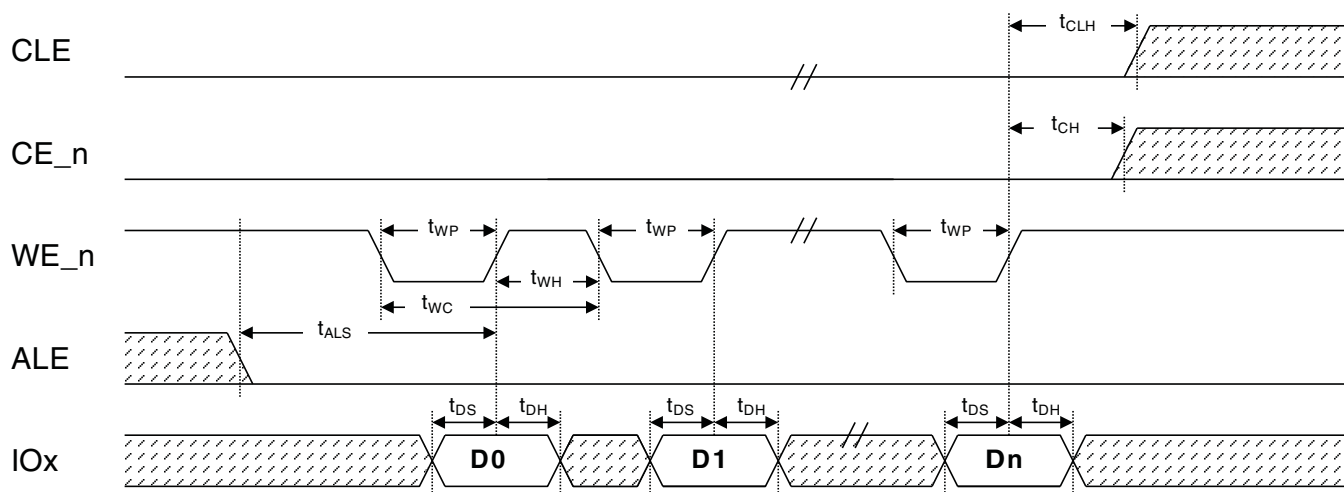 CLE
tCLH
CE_n
tCH
WE_n
tWP tWP tWP
tWH
tWC
ALE
tALS
IOx
tDS tDH tDS tDH tDS tDH
D0 D1 Dn